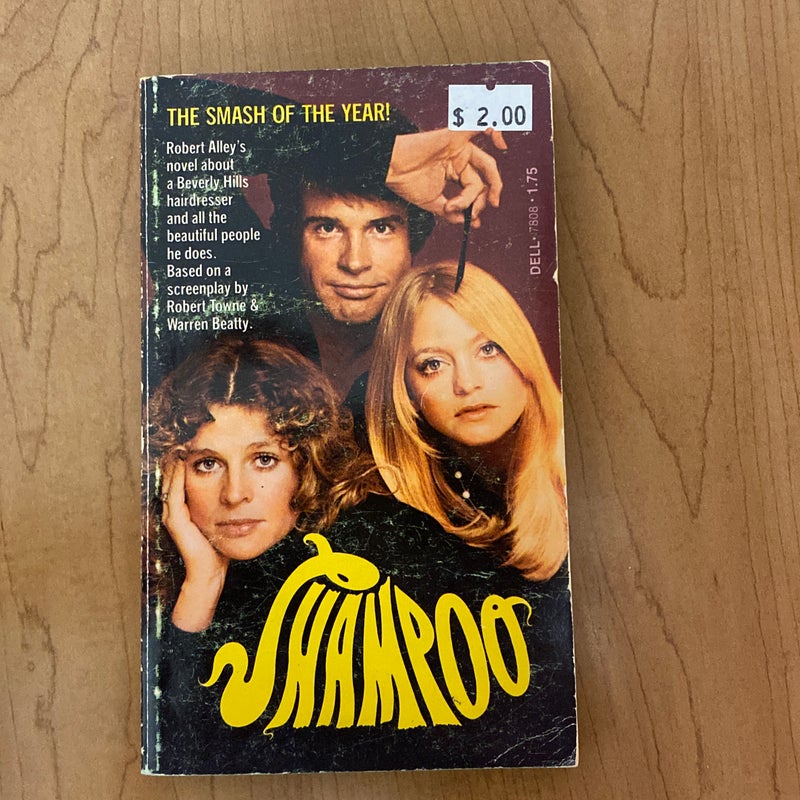 THE SMASH OF THE YEAR!
$ 2.00
Robert Alley's
novel about
a Beverly Hills
hairdresser
and all the
beautiful people
he does.
Based on a
screenplay by
Robert Towne &
Warren Beatty.
DELL • 7808 • 1.75
SHAMPOO